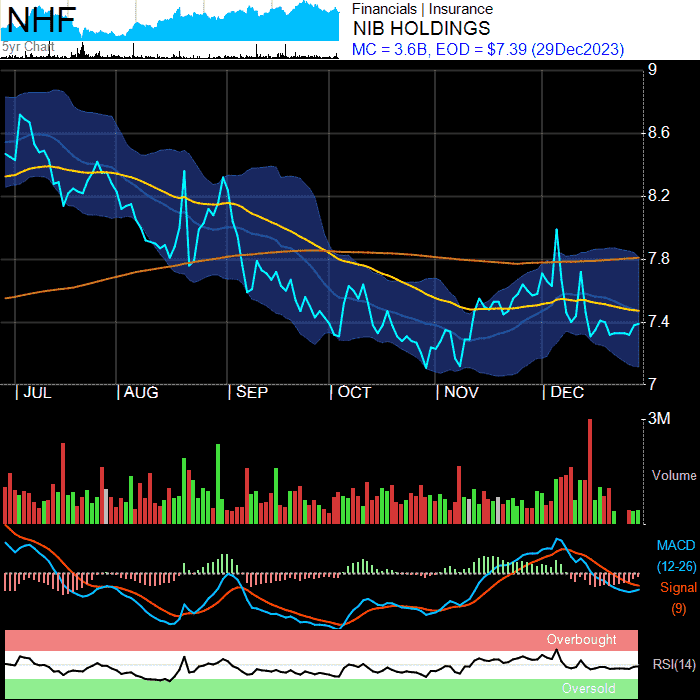 NHF
5yr Chart
Financials | Insurance
NIB HOLDINGS
MC = 3.6B, EOD = $7.39 (29Dec2023)
9
8.6
8.2
7.8
7.4
7
| JUL | AUG | SEP | OCT | NOV | DEC
3M
Volume
MACD
(12-26)
Signal
(9)
Overbought
RSI(14)
Oversold